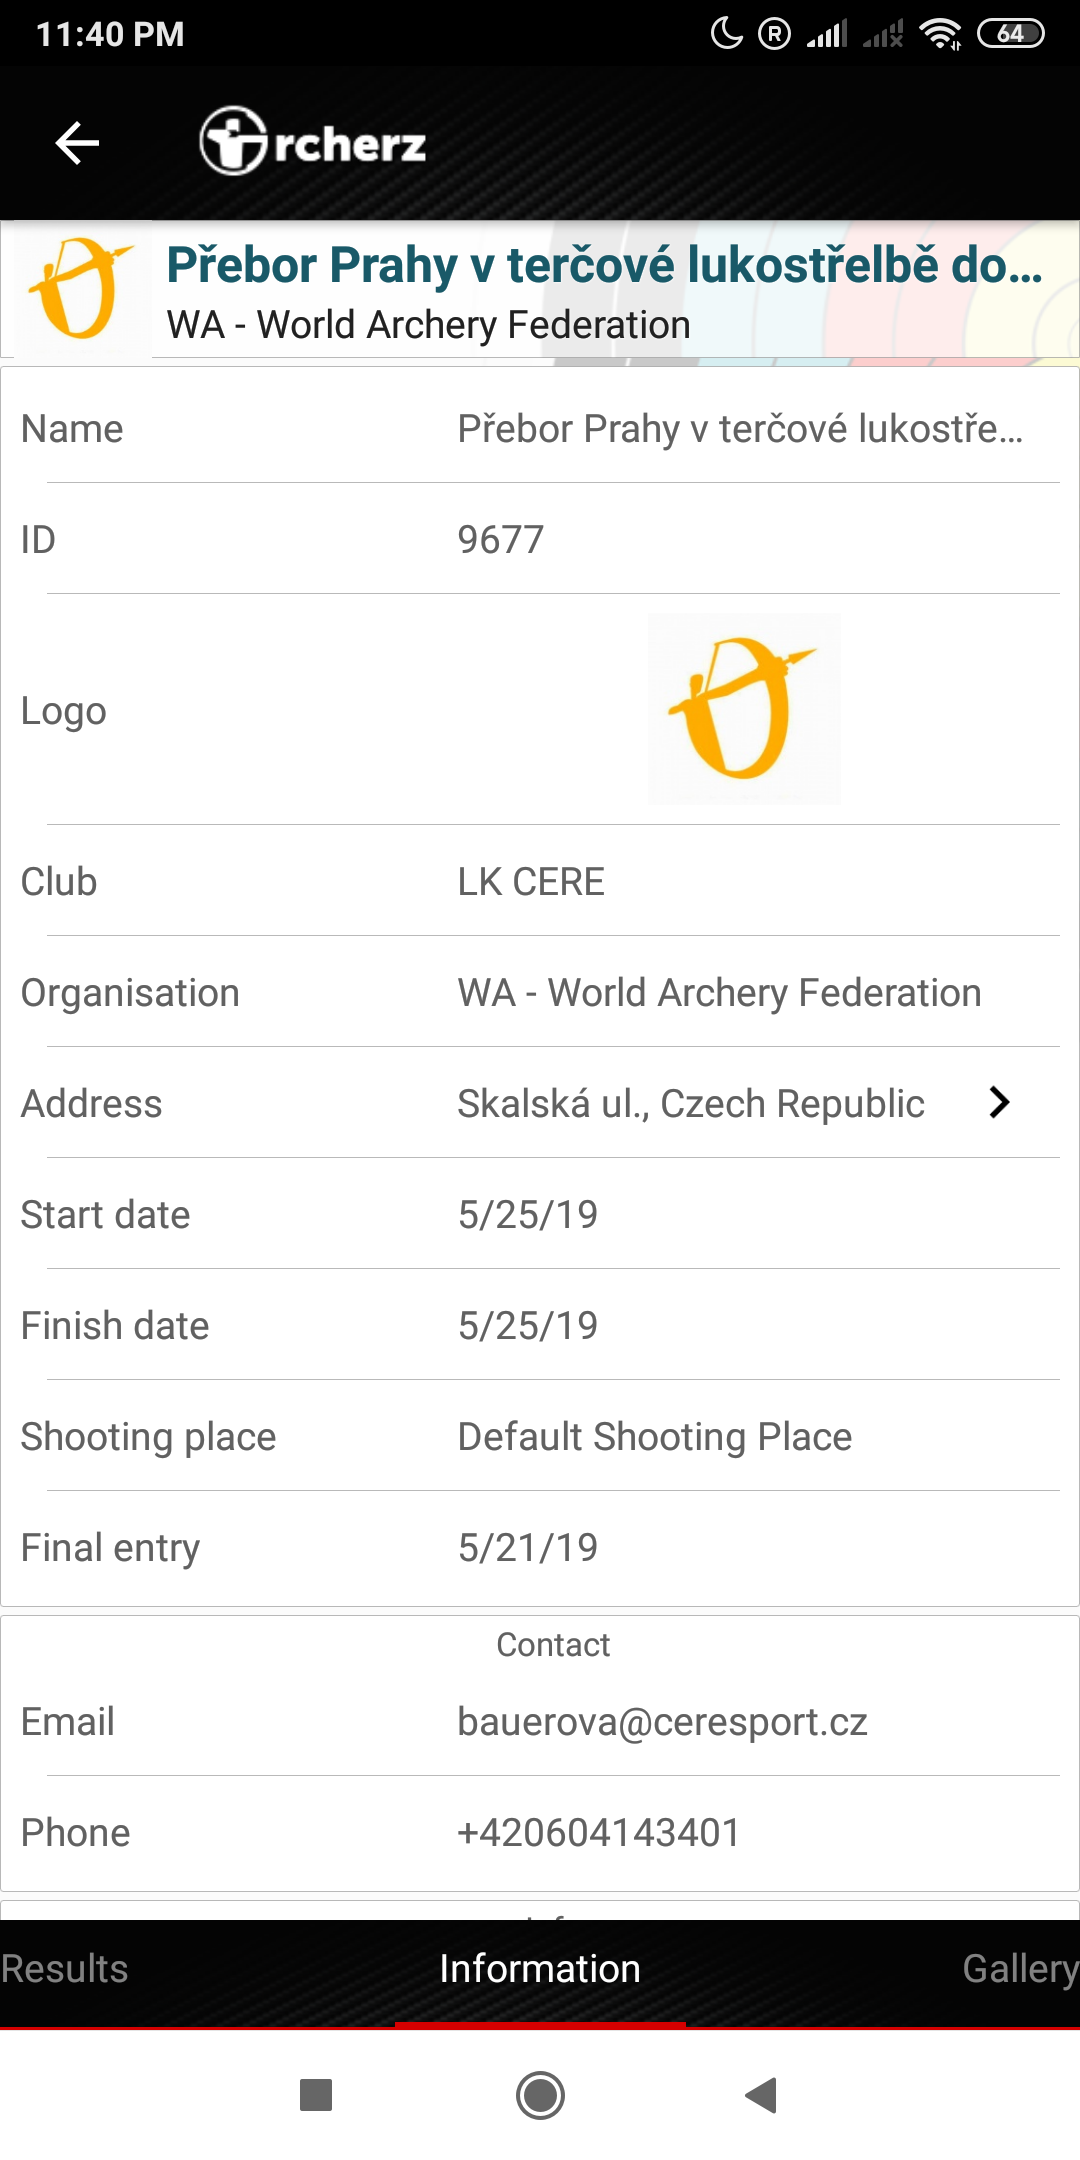 11:40 PM
R
64
rcherz
Přebor Prahy v terčové lukostřelbě do...
WA - World Archery Federation
Name Přebor Prahy v terčové lukostře...
ID 9677
Logo
Club LK CERE
Organisation WA - World Archery Federation
Address Skalská ul., Czech Republic
Start date 5/25/19
Finish date 5/25/19
Shooting place Default Shooting Place
Final entry 5/21/19
Contact
Email bauerova@ceresport.cz
Phone +420604143401
Results Information Gallery